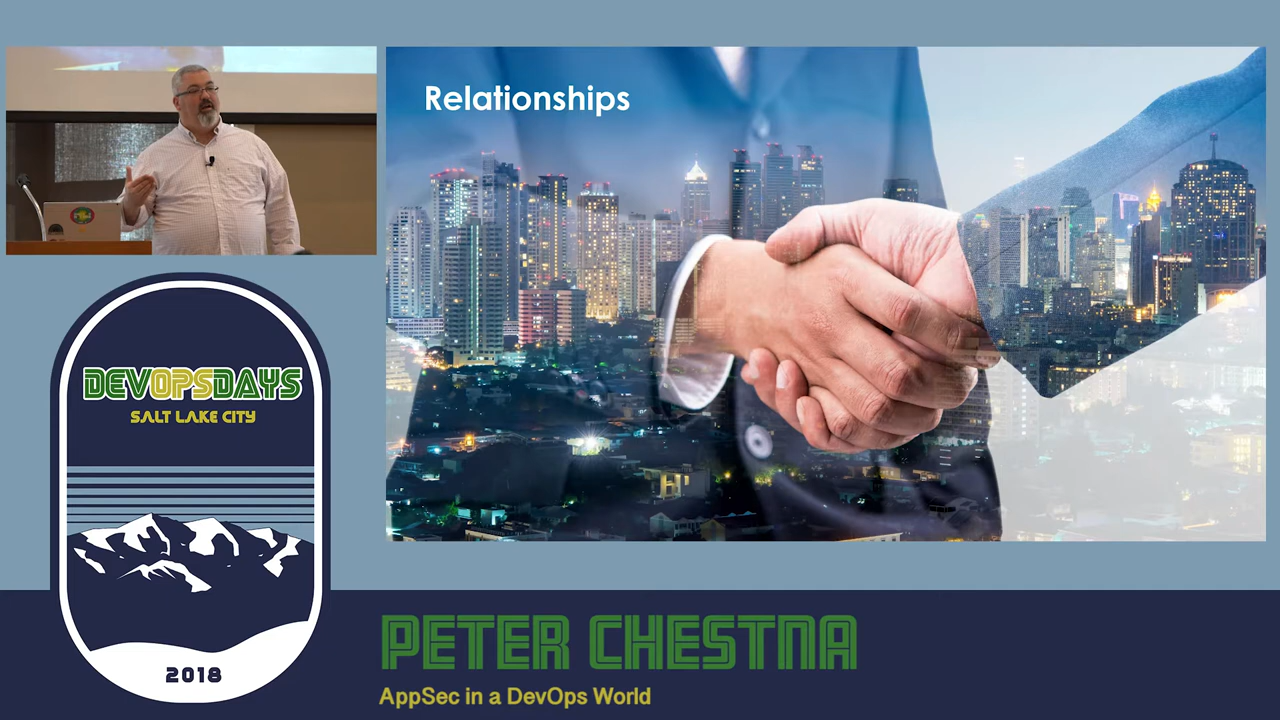 Relationships
DEVOPSDAYS
SALT LAKE CITY
2018
PETER CHESTNA
AppSec in a DevOps World